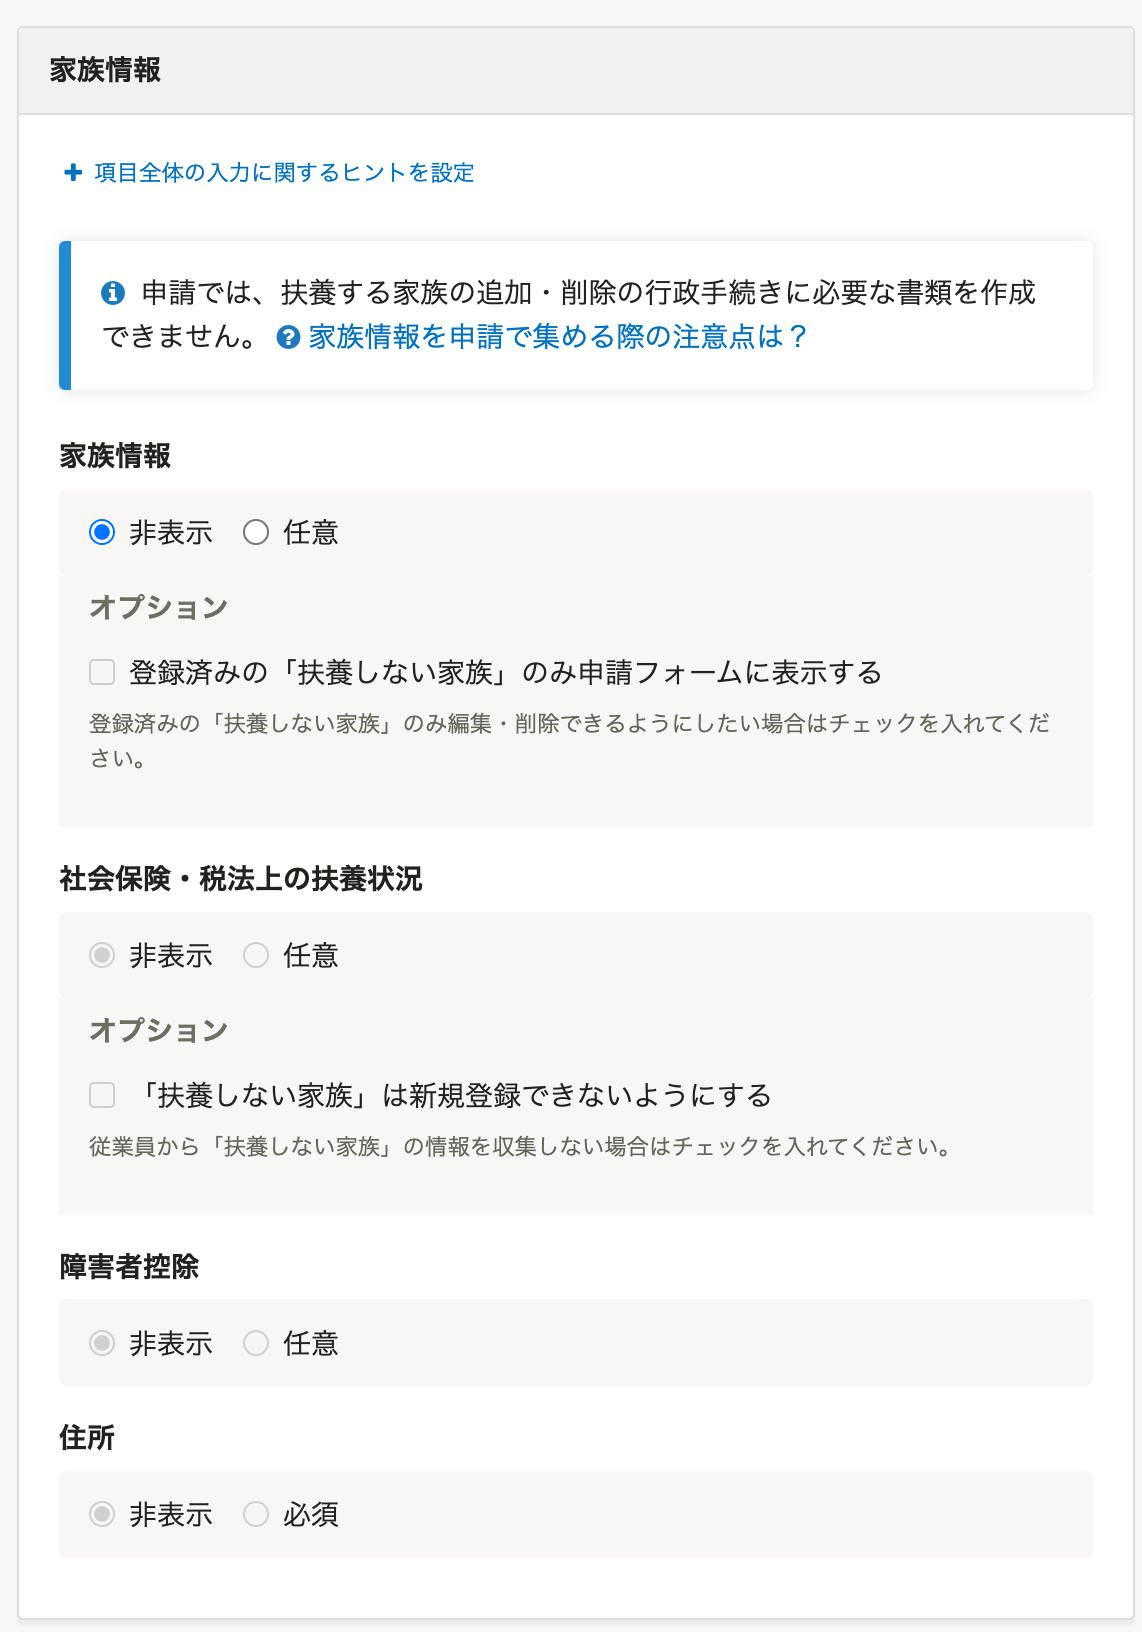 家族情報
項目全体の入力に関するヒントを設定
申請では、扶養する家族の追加・削除の行政手続きに必要な書類を作成
できません。 家族情報を申請で集める際の注意点は？
家族情報
非表示 任意
オプション
登録済みの「扶養しない家族」のみ申請フォームに表示する
登録済みの「扶養しない家族」のみ編集・削除できるようにしたい場合はチェックを入れてくだ
さい。
社会保険・税法上の扶養状況
非表示 任意
オプション
「扶養しない家族」は新規登録できないようにする
従業員から「扶養しない家族」の情報を収集しない場合はチェックを入れてください。
障害者控除
非表示 任意
住所
非表示 必須